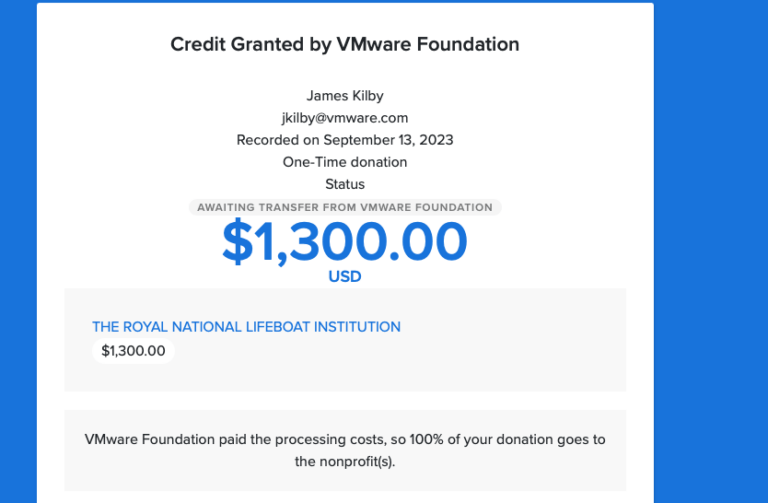 Credit Granted by VMware Foundation
James Kilby
jkilby@vmware.com
Recorded on September 13, 2023
One-Time donation
Status
AWAITING TRANSFER FROM VMWARE FOUNDATION
$1,300.00
USD
THE ROYAL NATIONAL LIFEBOAT INSTITUTION
$1,300.00
VMware Foundation paid the processing costs, so 100% of your donation goes to
the nonprofit(s).